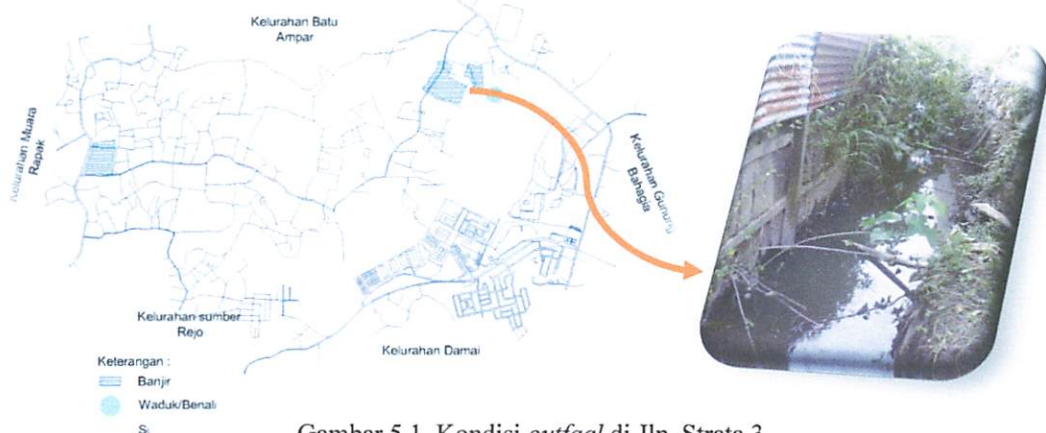 Kelurahan Batu
Ampar
Kelurahan Muara
Rapak
Kelurahan Gunung
Bahagia
Kelurahan sumber
Rejo
Kelurahan Damai
Keterangan :
Banjir
Waduk/Benali
Gambar 5.1 Kondisi outfaal di Jln. Strata 3